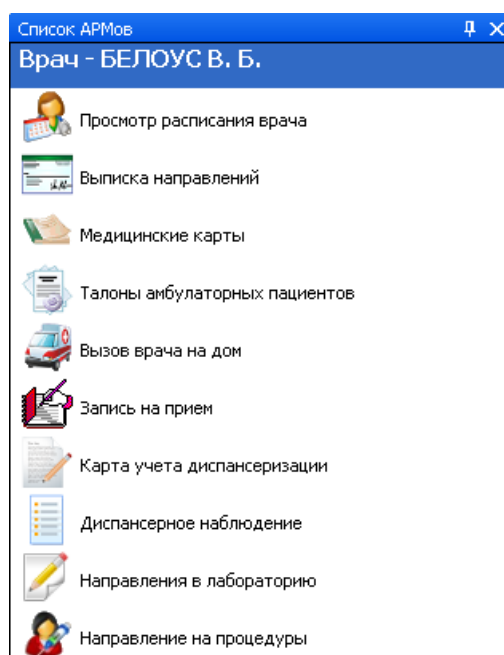 Список АРМов
Врач - БЕЛОУС В. Б.
Просмотр расписания врача
Выписка направлений
Медицинские карты
Талоны амбулаторных пациентов
Вызов врача на дом
Запись на прием
Карта учета диспансеризации
Диспансерное наблюдение
Направления в лабораторию
Направление на процедуры